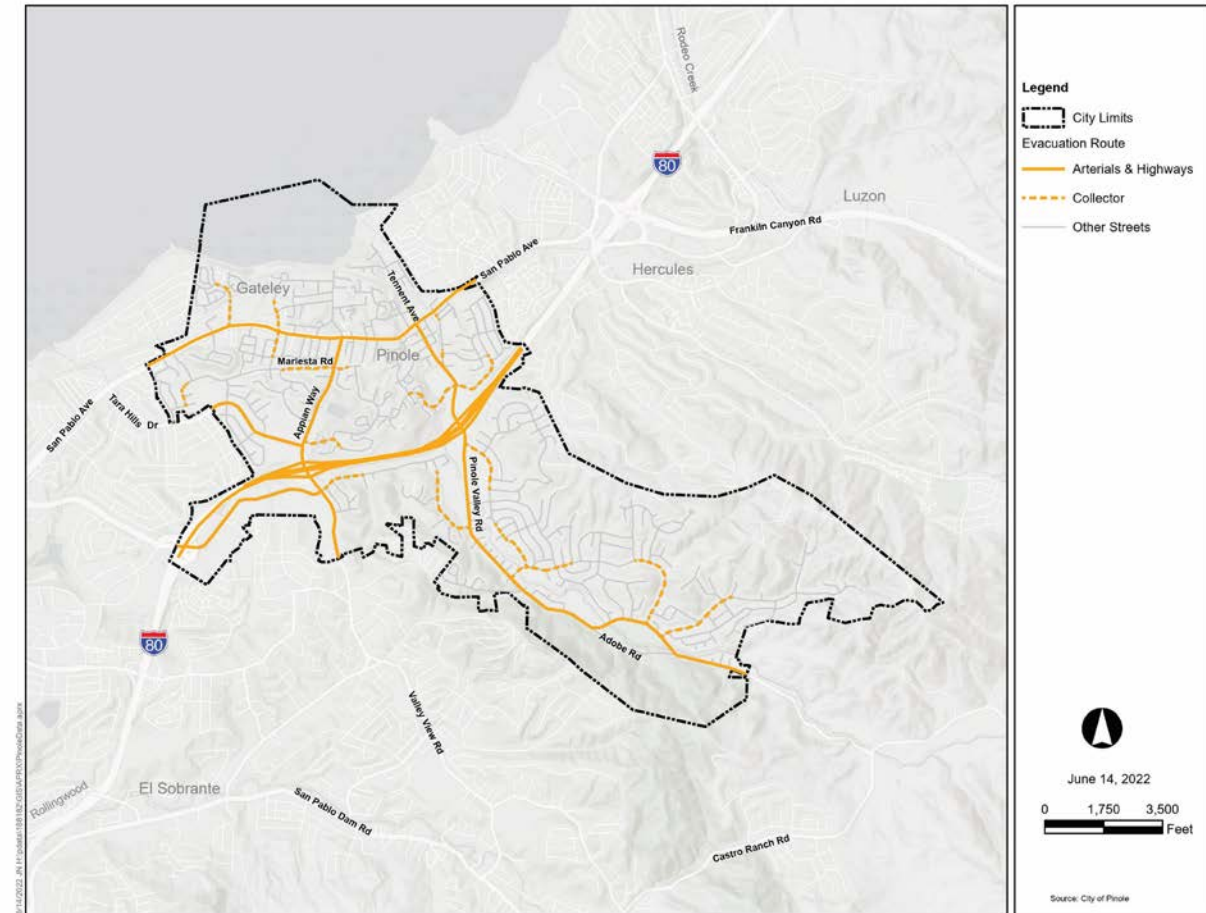 Rodeo Creek
80
Luzon
Franklin Canyon Rd
San Pablo Ave
Hercules
Tennent Ave
Gateley
Pinole
Marlesta Rd
Appian Way
San Pablo Ave
Tara Hills Dr
Pinole Valley Rd
Adobe Rd
80
Valley View Rd
Rollingwood
El Sobrante
San Pablo Dam Rd
Castro Ranch Rd
Legend
City Limits
Evacuation Route
Arterials & Highways
Collector
Other Streets
June 14, 2022
0 1,750 3,500
Feet
Source: City of Pinole